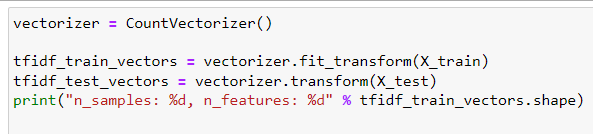 vectorizer = CountVectorizer()
tfidf_train_vectors = vectorizer.fit_transform(X_train)
tfidf_test_vectors = vectorizer.transform(X_test)
print("n_samples: %d, n_features: %d" % tfidf_train_vectors.shape)